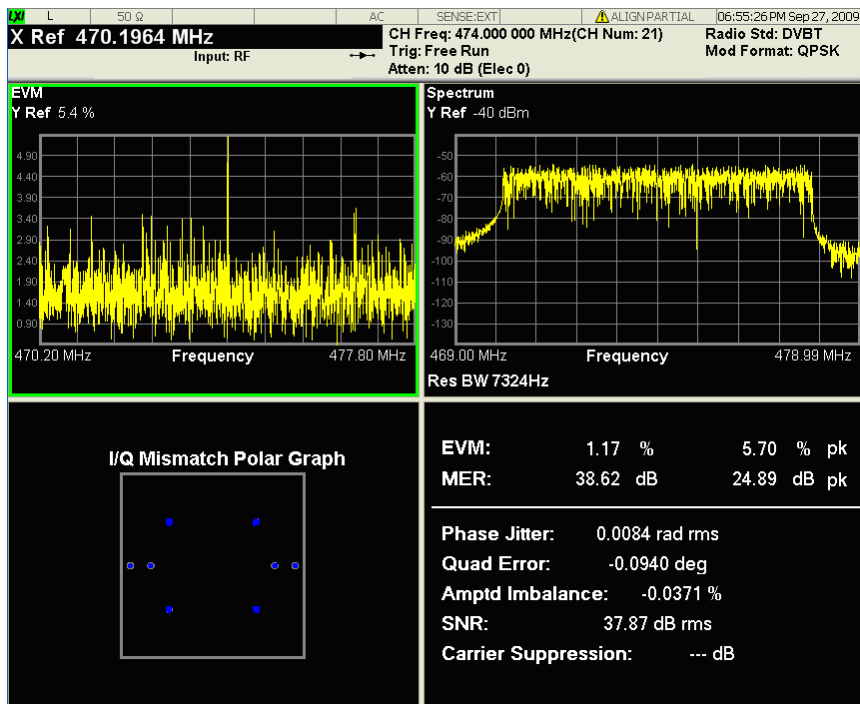 LXI L 50 Ω AC SENSE:EXT ALIGN PARTIAL 06:55:26 PM Sep 27, 2009
X Ref 470.1964 MHz
Input: RF
CH Freq: 474.000 000 MHz(CH Num: 21)
Trig: Free Run
Atten: 10 dB (Elec 0)
Radio Std: DVBT
Mod Format: QPSK
EVM
Y Ref 5.4 %
4.90
4.40
3.90
3.40
2.90
2.40
1.90
1.40
0.90
470.20 MHz Frequency 477.80 MHz
Spectrum
Y Ref -40 dBm
-50
-60
-70
-80
-90
-100
-110
-120
-130
469.00 MHz Frequency 478.99 MHz
Res BW 7324Hz
I/Q Mismatch Polar Graph
EVM: 1.17 % 5.70 % pk
MER: 38.62 dB 24.89 dB pk
Phase Jitter: 0.0084 rad rms
Quad Error: -0.0940 deg
Amptd Imbalance: -0.0371 %
SNR: 37.87 dB rms
Carrier Suppression: --- dB